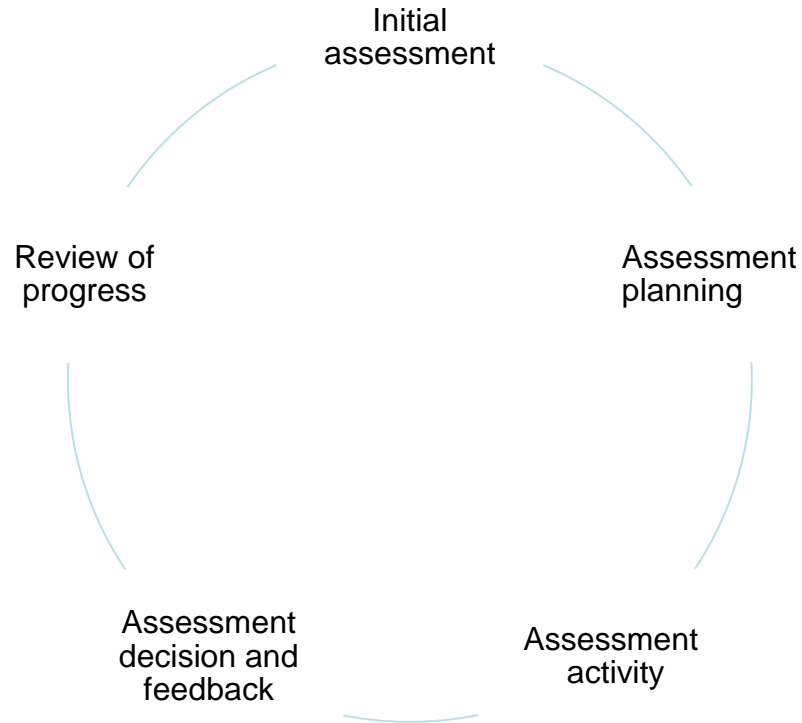 Initial
assessment
Assessment
planning
Assessment
activity
Assessment
decision and
feedback
Review of
progress